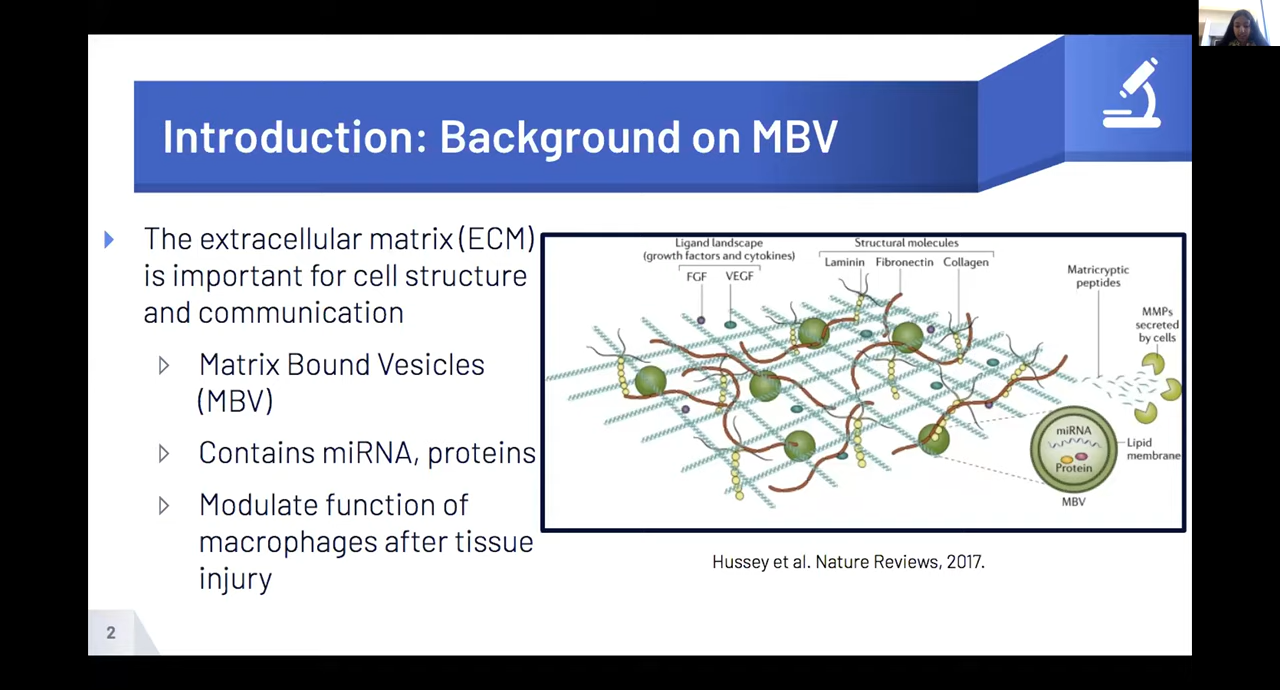 Introduction: Background on MBV
The extracellular matrix (ECM)
is important for cell structure
and communication
Matrix Bound Vesicles
(MBV)
Contains miRNA, proteins
Modulate function of
macrophages after tissue
injury
Ligand landscape
(growth factors and cytokines)
FGF VEGF
Structural molecules
Laminin Fibronectin Collagen
Matricryptic
peptides
MMPs
secreted
by cells
miRNA
Protein
Lipid
membrane
MBV
Hussey et al. Nature Reviews, 2017.
2